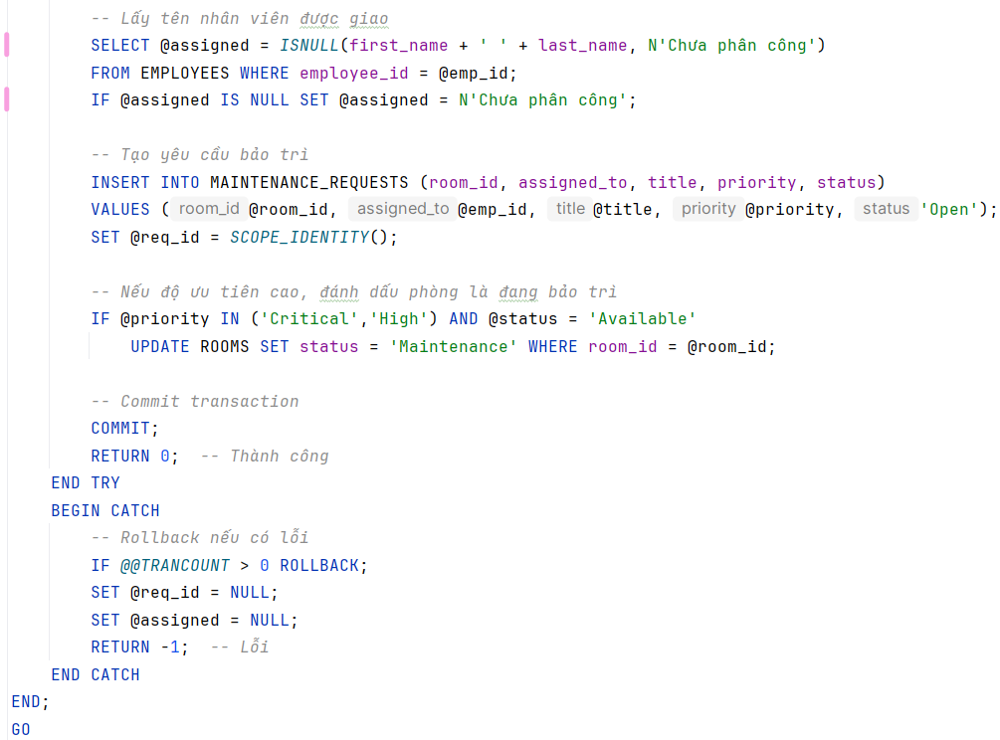 -- Lấy tên nhân viên được giao
SELECT @assigned = ISNULL(first_name + ' ' + last_name, N'Chưa phân công')
FROM EMPLOYEES WHERE employee_id = @emp_id;
IF @assigned IS NULL SET @assigned = N'Chưa phân công';
-- Tạo yêu cầu bảo trì
INSERT INTO MAINTENANCE_REQUESTS (room_id, assigned_to, title, priority, status)
VALUES ( room_id @room_id, assigned_to @emp_id, title @title, priority @priority, status 'Open');
SET @req_id = SCOPE_IDENTITY();
-- Nếu độ ưu tiên cao, đánh dấu phòng là đang bảo trì
IF @priority IN ('Critical','High') AND @status = 'Available'
UPDATE ROOMS SET status = 'Maintenance' WHERE room_id = @room_id;
-- Commit transaction
COMMIT;
RETURN 0;  -- Thành công
END TRY
BEGIN CATCH
-- Rollback nếu có lỗi
IF @@TRANCOUNT > 0 ROLLBACK;
SET @req_id = NULL;
SET @assigned = NULL;
RETURN -1;  -- Lỗi
END CATCH
END;
GO